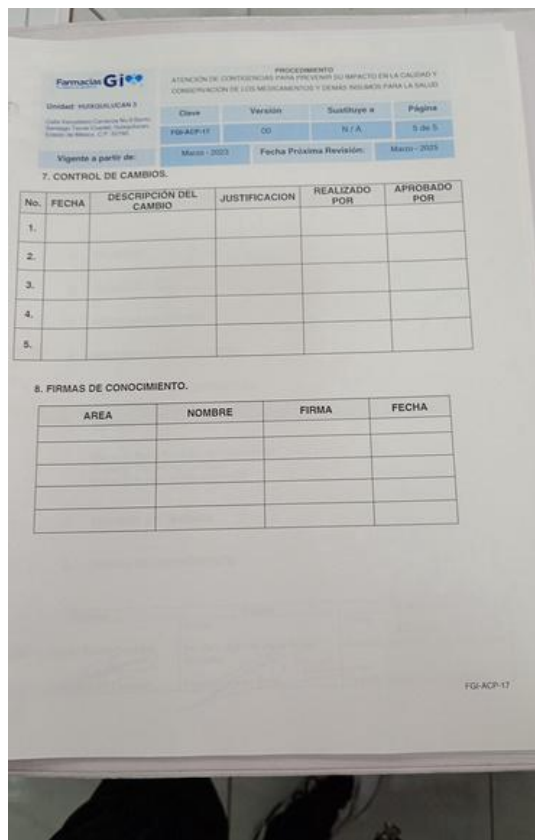 Farmacias Gi
PROCEDIMIENTO
ATENCIÓN DE CONTIGENCIAS PARA PREVENIR SU IMPACTO EN LA CALIDAD Y
CONSERVACION DE LOS MEDICAMENTOS Y DEMAS INSUMOS PARA LA SALUD
Unidad: HUIXQUILUCAN 3
Clave Versión Sustituye a Página
FGI-ACP-17 00 N / A 5 de 5
Vigente a partir de: Marzo - 2023 Fecha Próxima Revisión: Marzo - 2025
7. CONTROL DE CAMBIOS.
No. FECHA DESCRIPCIÓN DEL CAMBIO JUSTIFICACION REALIZADO POR APROBADO POR
1.
2.
3.
4.
5.
8. FIRMAS DE CONOCIMIENTO.
AREA NOMBRE FIRMA FECHA
FGI-ACP-17